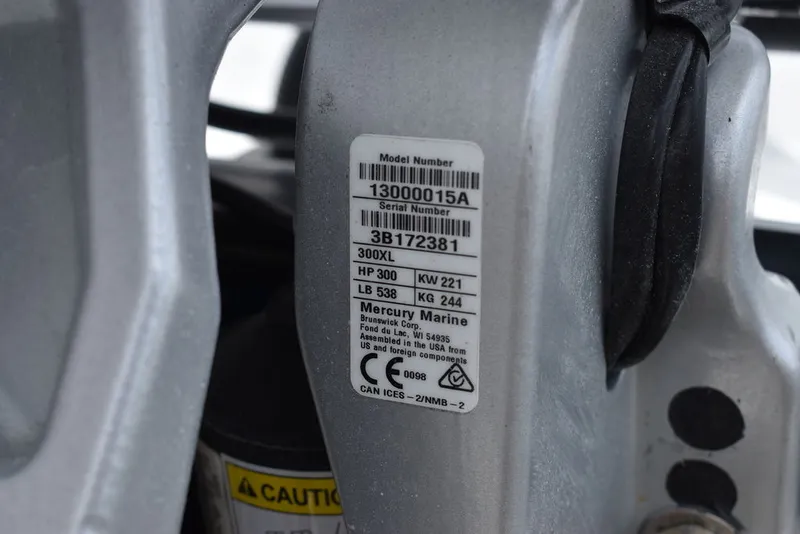 Model Number
13000015A
Serial Number
3B172381
300XL
HP 300 KW 221
LB 538 KG 244
Mercury Marine
Brunswick Corp.
Fond du Lac, WI 54935
Assembled in the USA from
US and foreign components
CE 0098
CAN ICES-2/NMB-2
CAUTIO